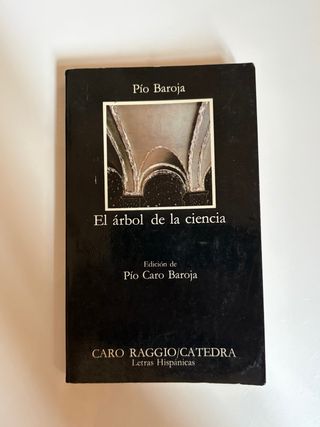 Pío Baroja
El árbol de la ciencia
Edición de
Pío Caro Baroja
CARO RAGGIO/CATEDRA
Letras Hispánicas